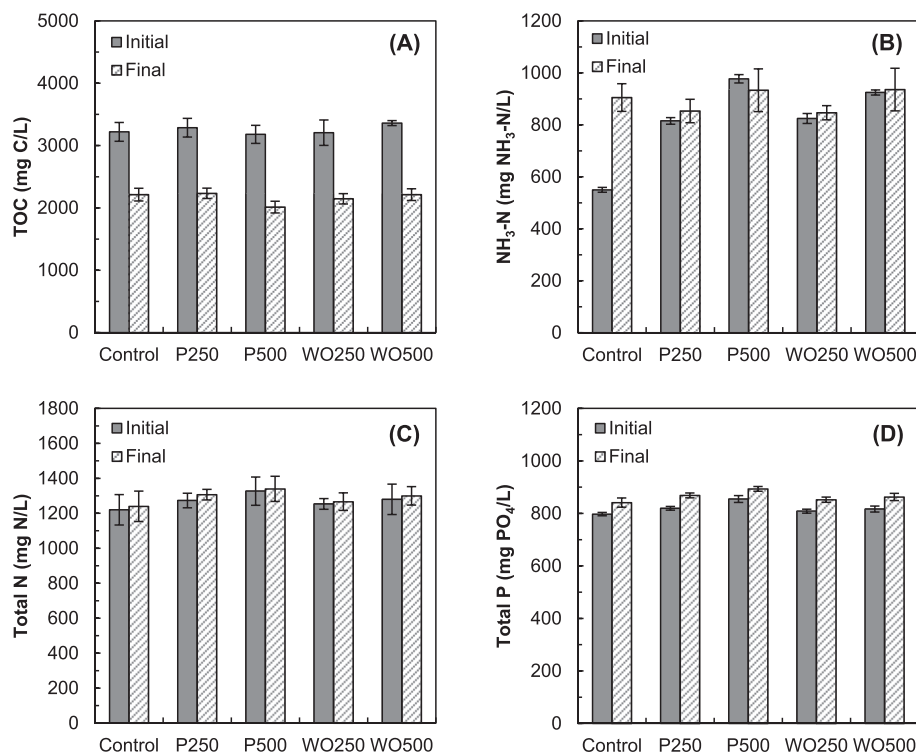 (A)
Initial
Final
TOC (mg C/L)
5000
4000
3000
2000
1000
0
Control P250 P500 WO250 WO500
(B)
Initial
Final
NH₃-N (mg NH₃-N/L)
1200
1000
800
600
400
200
0
Control P250 P500 WO250 WO500
(C)
Initial
Final
Total N (mg N/L)
1800
1600
1400
1200
1000
800
600
400
200
0
Control P250 P500 WO250 WO500
(D)
Initial
Final
Total P (mg PO₄/L)
1200
1000
800
600
400
200
0
Control P250 P500 WO250 WO500